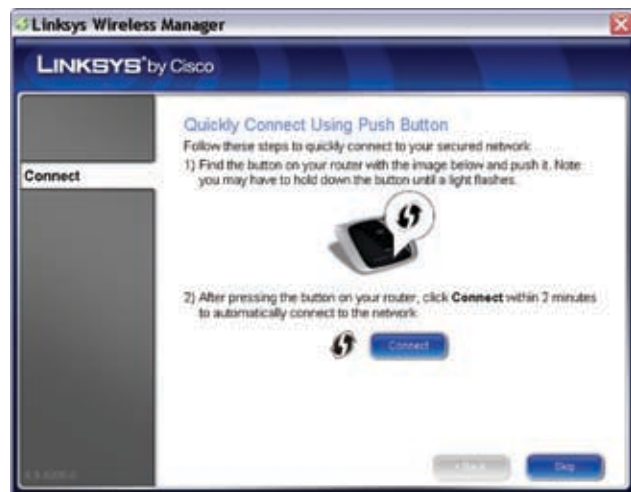 Linksys Wireless Manager
LINKSYS® by Cisco
Connect
Quickly Connect Using Push Button
Follow these steps to quickly connect to your secured network
1) Find the button on your router with the image below and push it. Note
you may have to hold down the button until a light flashes.
2) After pressing the button on your router, click Connect within 2 minutes
to automatically connect to the network
Connect
Skip